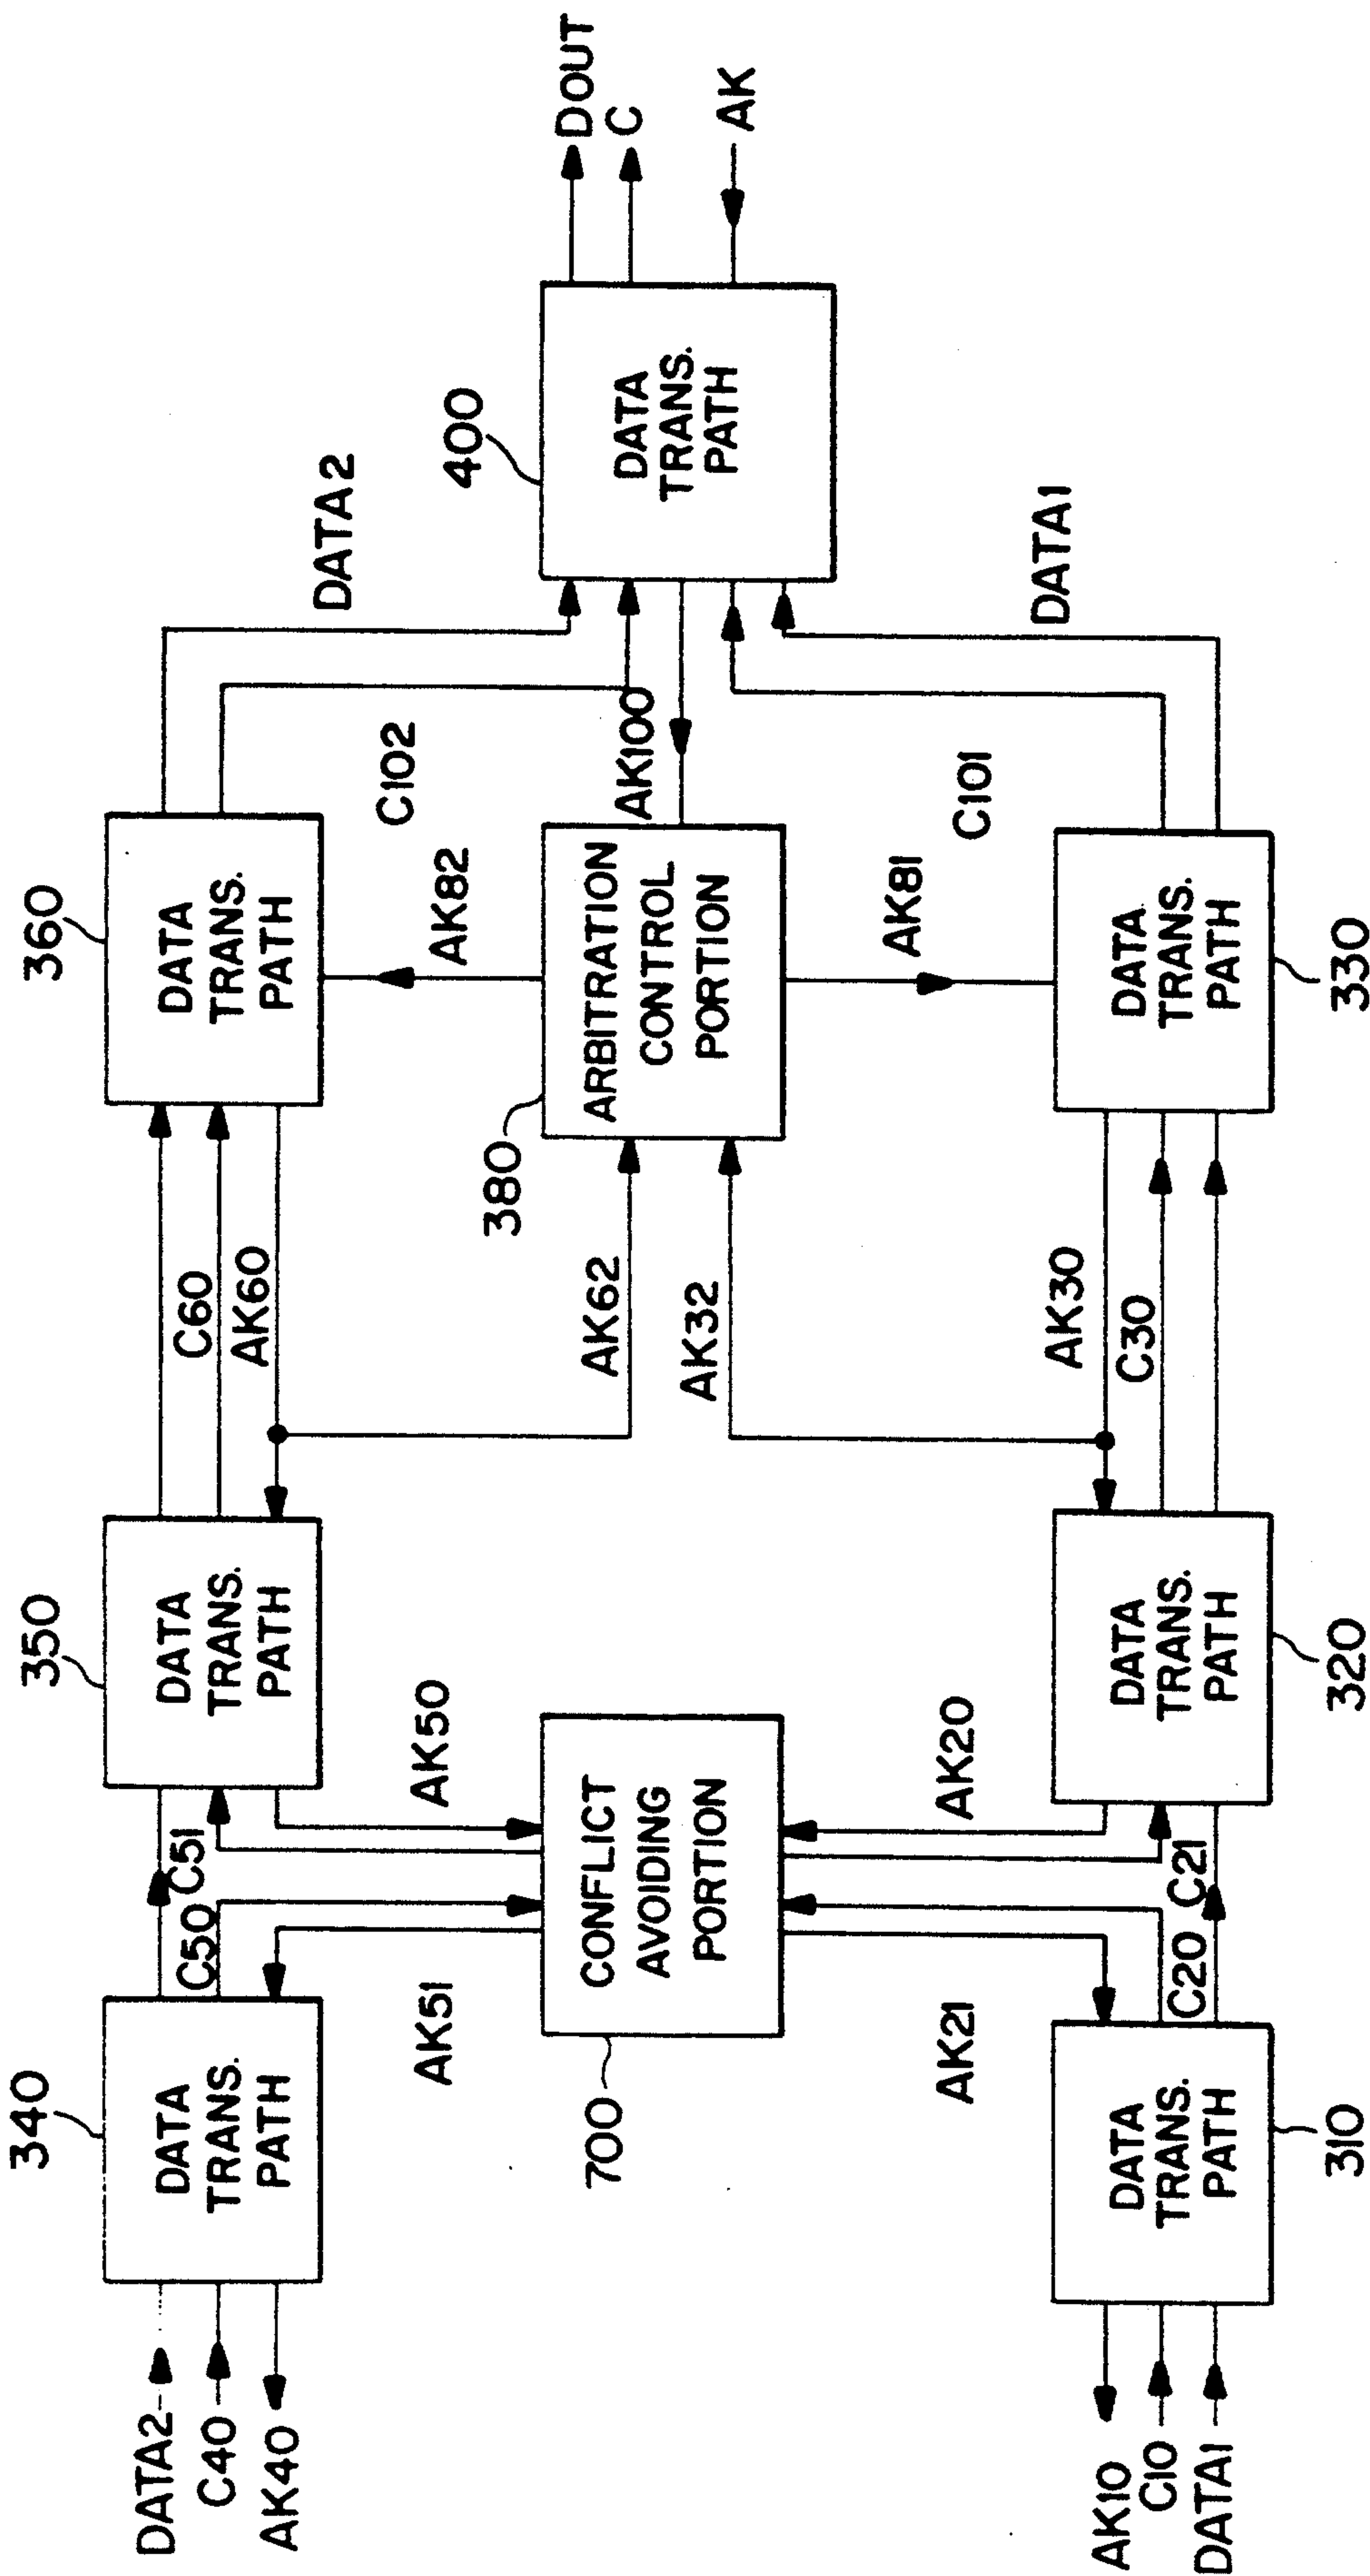 DATA2
C40
AK40
340
DATA
TRANS.
PATH
C50
C51
AK51
AK50
350
DATA
TRANS.
PATH
C60
AK60
360
DATA
TRANS.
PATH
DATA2
C102
AK82
700
CONFLICT
AVOIDING
PORTION
AK62
AK32
380
ARBITRATION
CONTROL
PORTION
AK100
400
DATA
TRANS.
PATH
DOUT
C
AK
AK10
C10
DATA1
310
DATA
TRANS.
PATH
AK21
C20
C21
AK20
320
DATA
TRANS.
PATH
AK30
C30
330
DATA
TRANS.
PATH
AK81
C101
DATA1